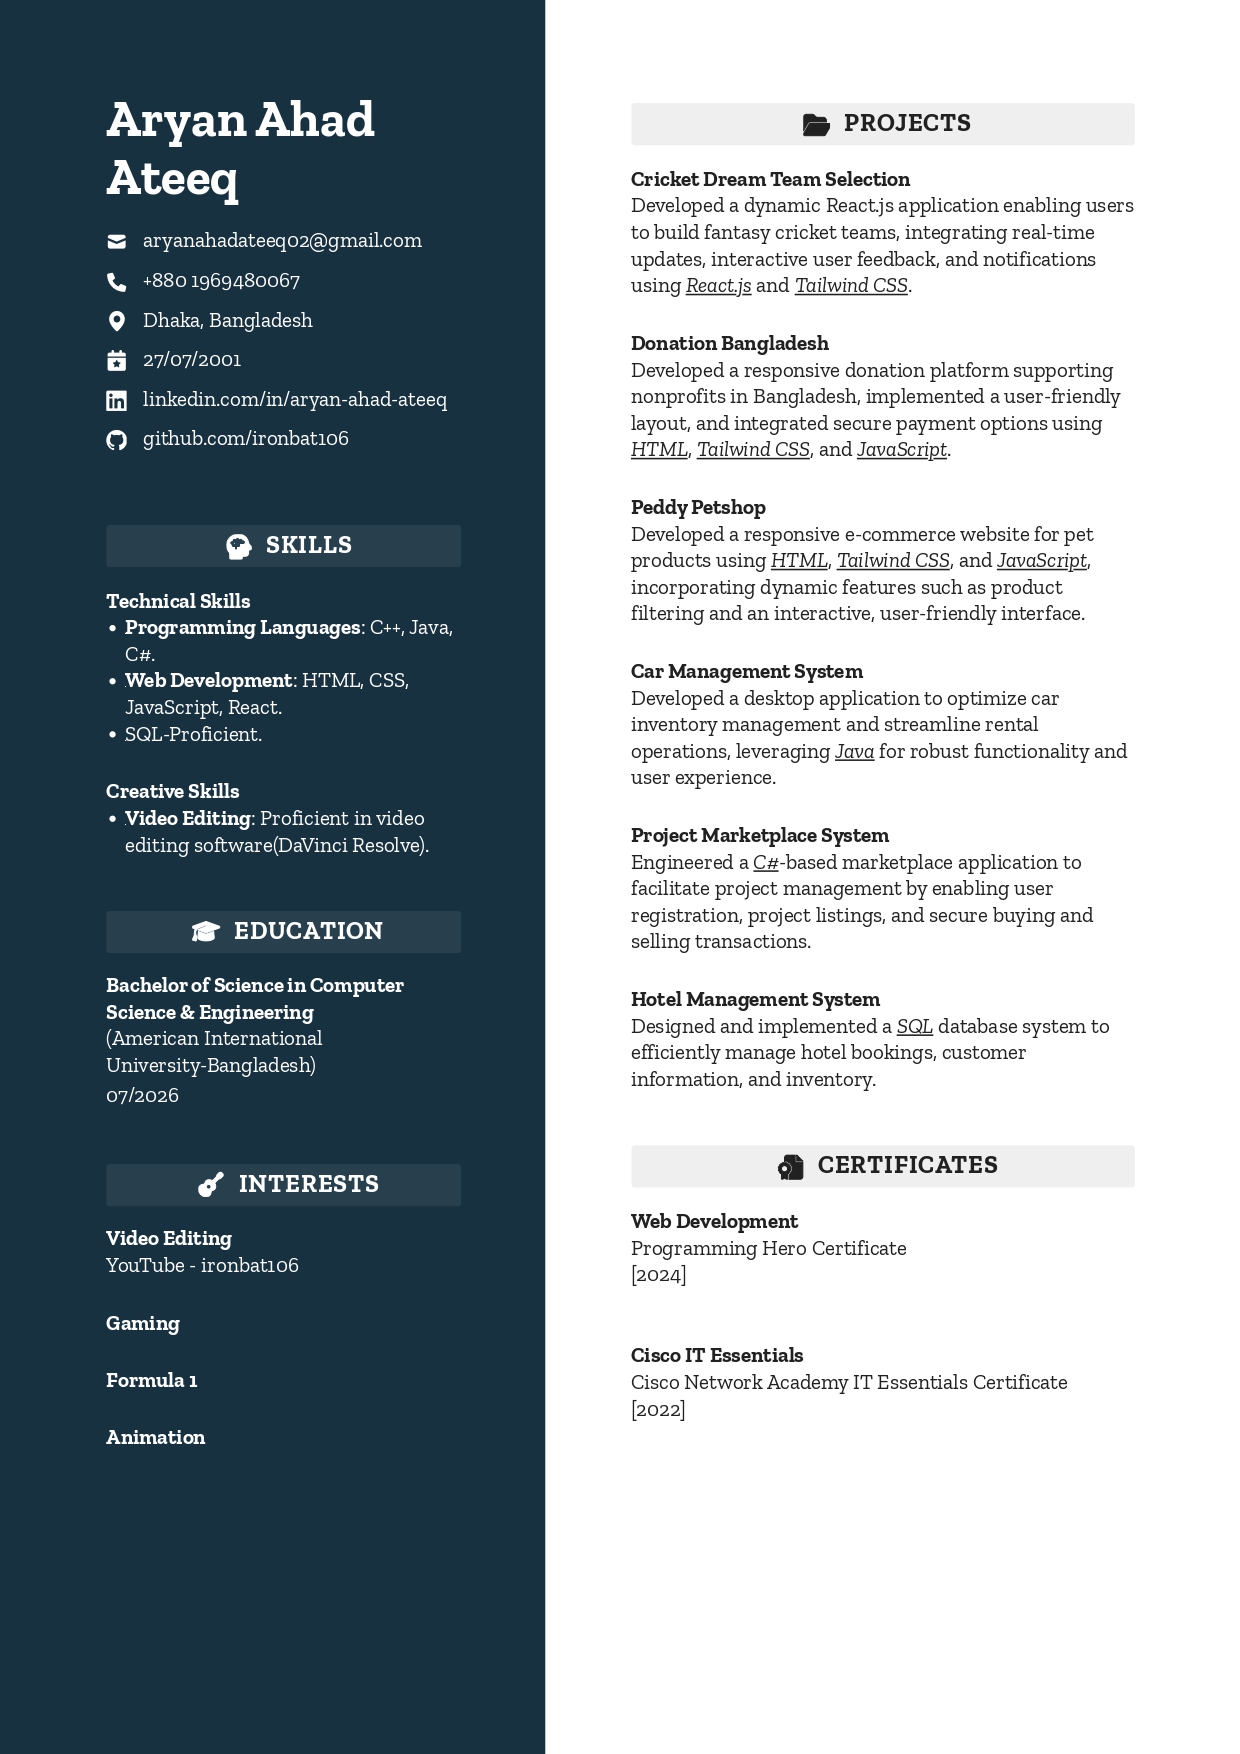 Aryan Ahad
Ateeq
aryanahadateeq02@gmail.com
+880 1969480067
Dhaka, Bangladesh
27/07/2001
linkedin.com/in/aryan-ahad-ateeq
github.com/ironbat106
SKILLS
Technical Skills
• Programming Languages: C++, Java,
C#.
• Web Development: HTML, CSS,
JavaScript, React.
• SQL-Proficient.
Creative Skills
• Video Editing: Proficient in video
editing software(DaVinci Resolve).
EDUCATION
Bachelor of Science in Computer
Science & Engineering
(American International
University-Bangladesh)
07/2026
INTERESTS
Video Editing
YouTube - ironbat106
Gaming
Formula 1
Animation
PROJECTS
Cricket Dream Team Selection
Developed a dynamic React.js application enabling users
to build fantasy cricket teams, integrating real-time
updates, interactive user feedback, and notifications
using React.js and Tailwind CSS.
Donation Bangladesh
Developed a responsive donation platform supporting
nonprofits in Bangladesh, implemented a user-friendly
layout, and integrated secure payment options using
HTML, Tailwind CSS, and JavaScript.
Peddy Petshop
Developed a responsive e-commerce website for pet
products using HTML, Tailwind CSS, and JavaScript,
incorporating dynamic features such as product
filtering and an interactive, user-friendly interface.
Car Management System
Developed a desktop application to optimize car
inventory management and streamline rental
operations, leveraging Java for robust functionality and
user experience.
Project Marketplace System
Engineered a C#-based marketplace application to
facilitate project management by enabling user
registration, project listings, and secure buying and
selling transactions.
Hotel Management System
Designed and implemented a SQL database system to
efficiently manage hotel bookings, customer
information, and inventory.
CERTIFICATES
Web Development
Programming Hero Certificate
[2024]
Cisco IT Essentials
Cisco Network Academy IT Essentials Certificate
[2022]